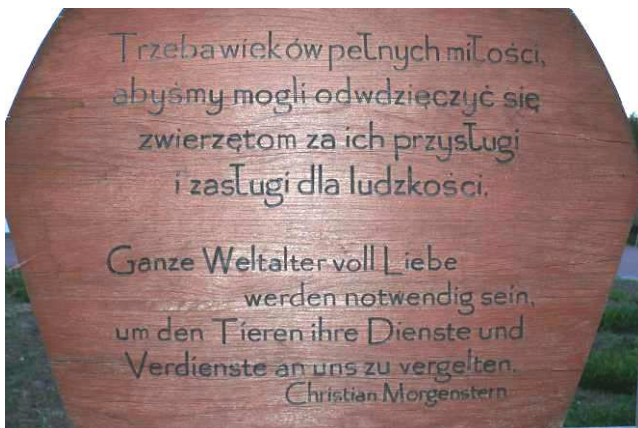 Trzeba wieków pełnych miłości,
abyśmy mogli odwdzięczyć się
zwierzętom za ich przysługi
i zasługi dla ludzkości.
Ganze Weltalter voll Liebe
werden notwendig sein,
um den Tieren ihre Dienste und
Verdienste an uns zu vergelten.
Christian Morgenstern